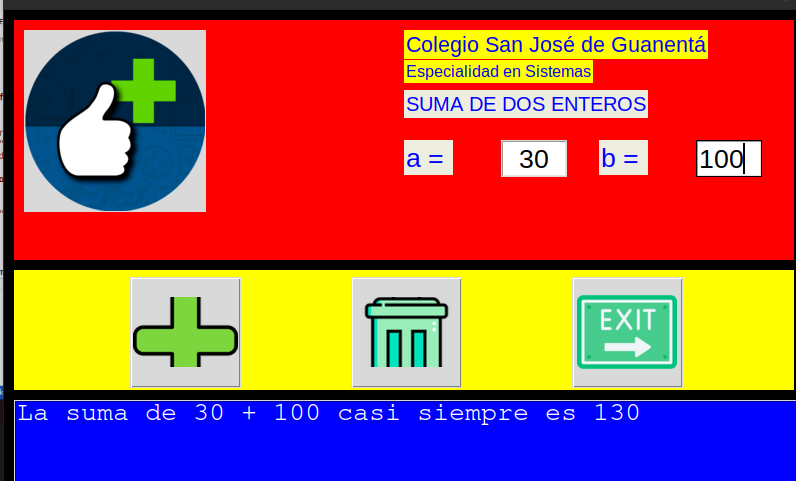 Colegio San José de Guanentá
Especialidad en Sistemas
SUMA DE DOS ENTEROS
a = 30 b = 100
EXIT
La suma de 30 + 100 casi siempre es 130